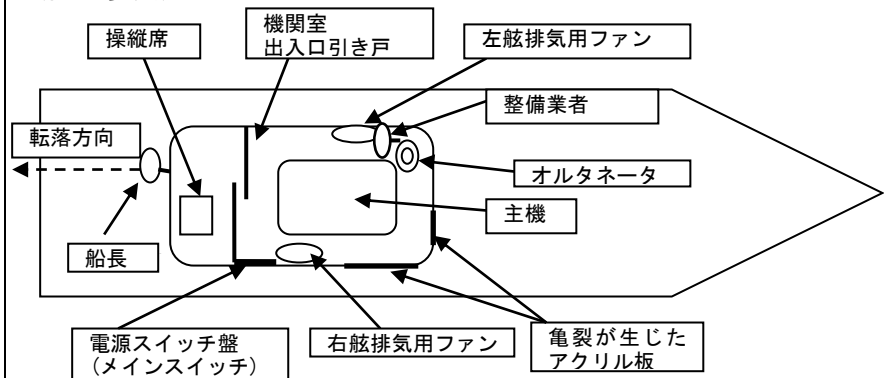 操縦席
機関室
出入口引き戸
左舷排気用ファン
整備業者
転落方向
オルタネータ
主機
船長
電源スイッチ盤
（メインスイッチ）
右舷排気用ファン
亀裂が生じた
アクリル板